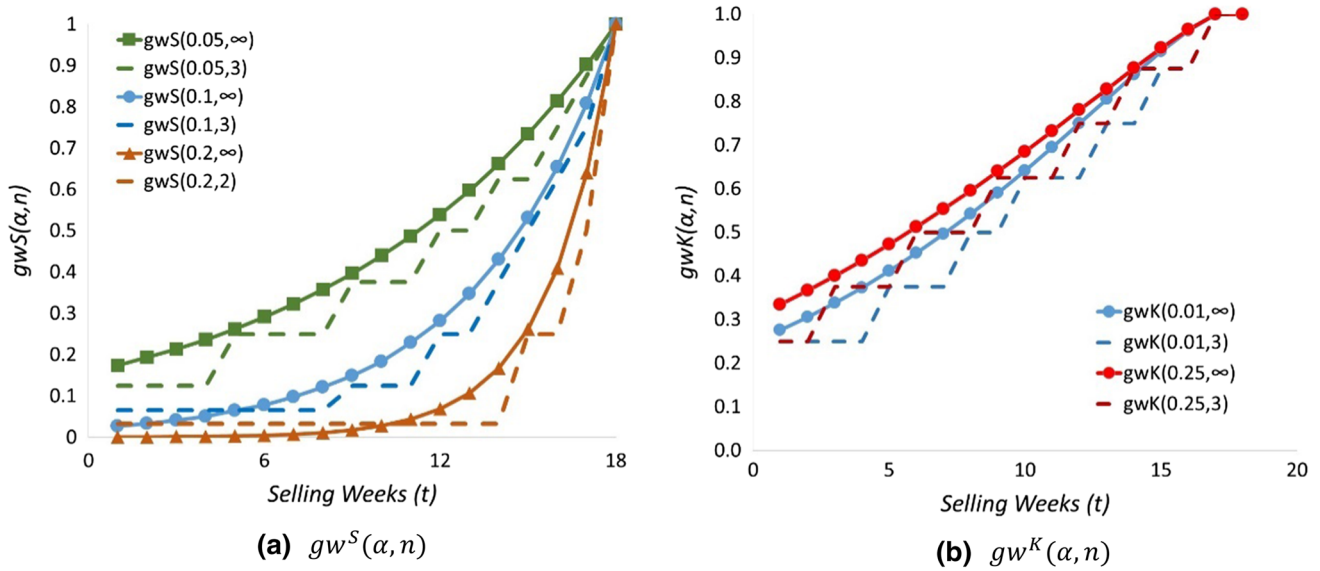 gwS(α,n)
1
0.9
0.8
0.7
0.6
0.5
0.4
0.3
0.2
0.1
0
gwS(0.05,∞)
gwS(0.05,3)
gwS(0.1,∞)
gwS(0.1,3)
gwS(0.2,∞)
gwS(0.2,2)
0 6 12 18
Selling Weeks (t)
(a) gw^S(α,n)
gwK(α,n)
1.0
0.9
0.8
0.7
0.6
0.5
0.4
0.3
0.2
0.1
0.0
gwK(0.01,∞)
gwK(0.01,3)
gwK(0.25,∞)
gwK(0.25,3)
0 5 10 15 20
Selling Weeks (t)
(b) gw^K(α,n)